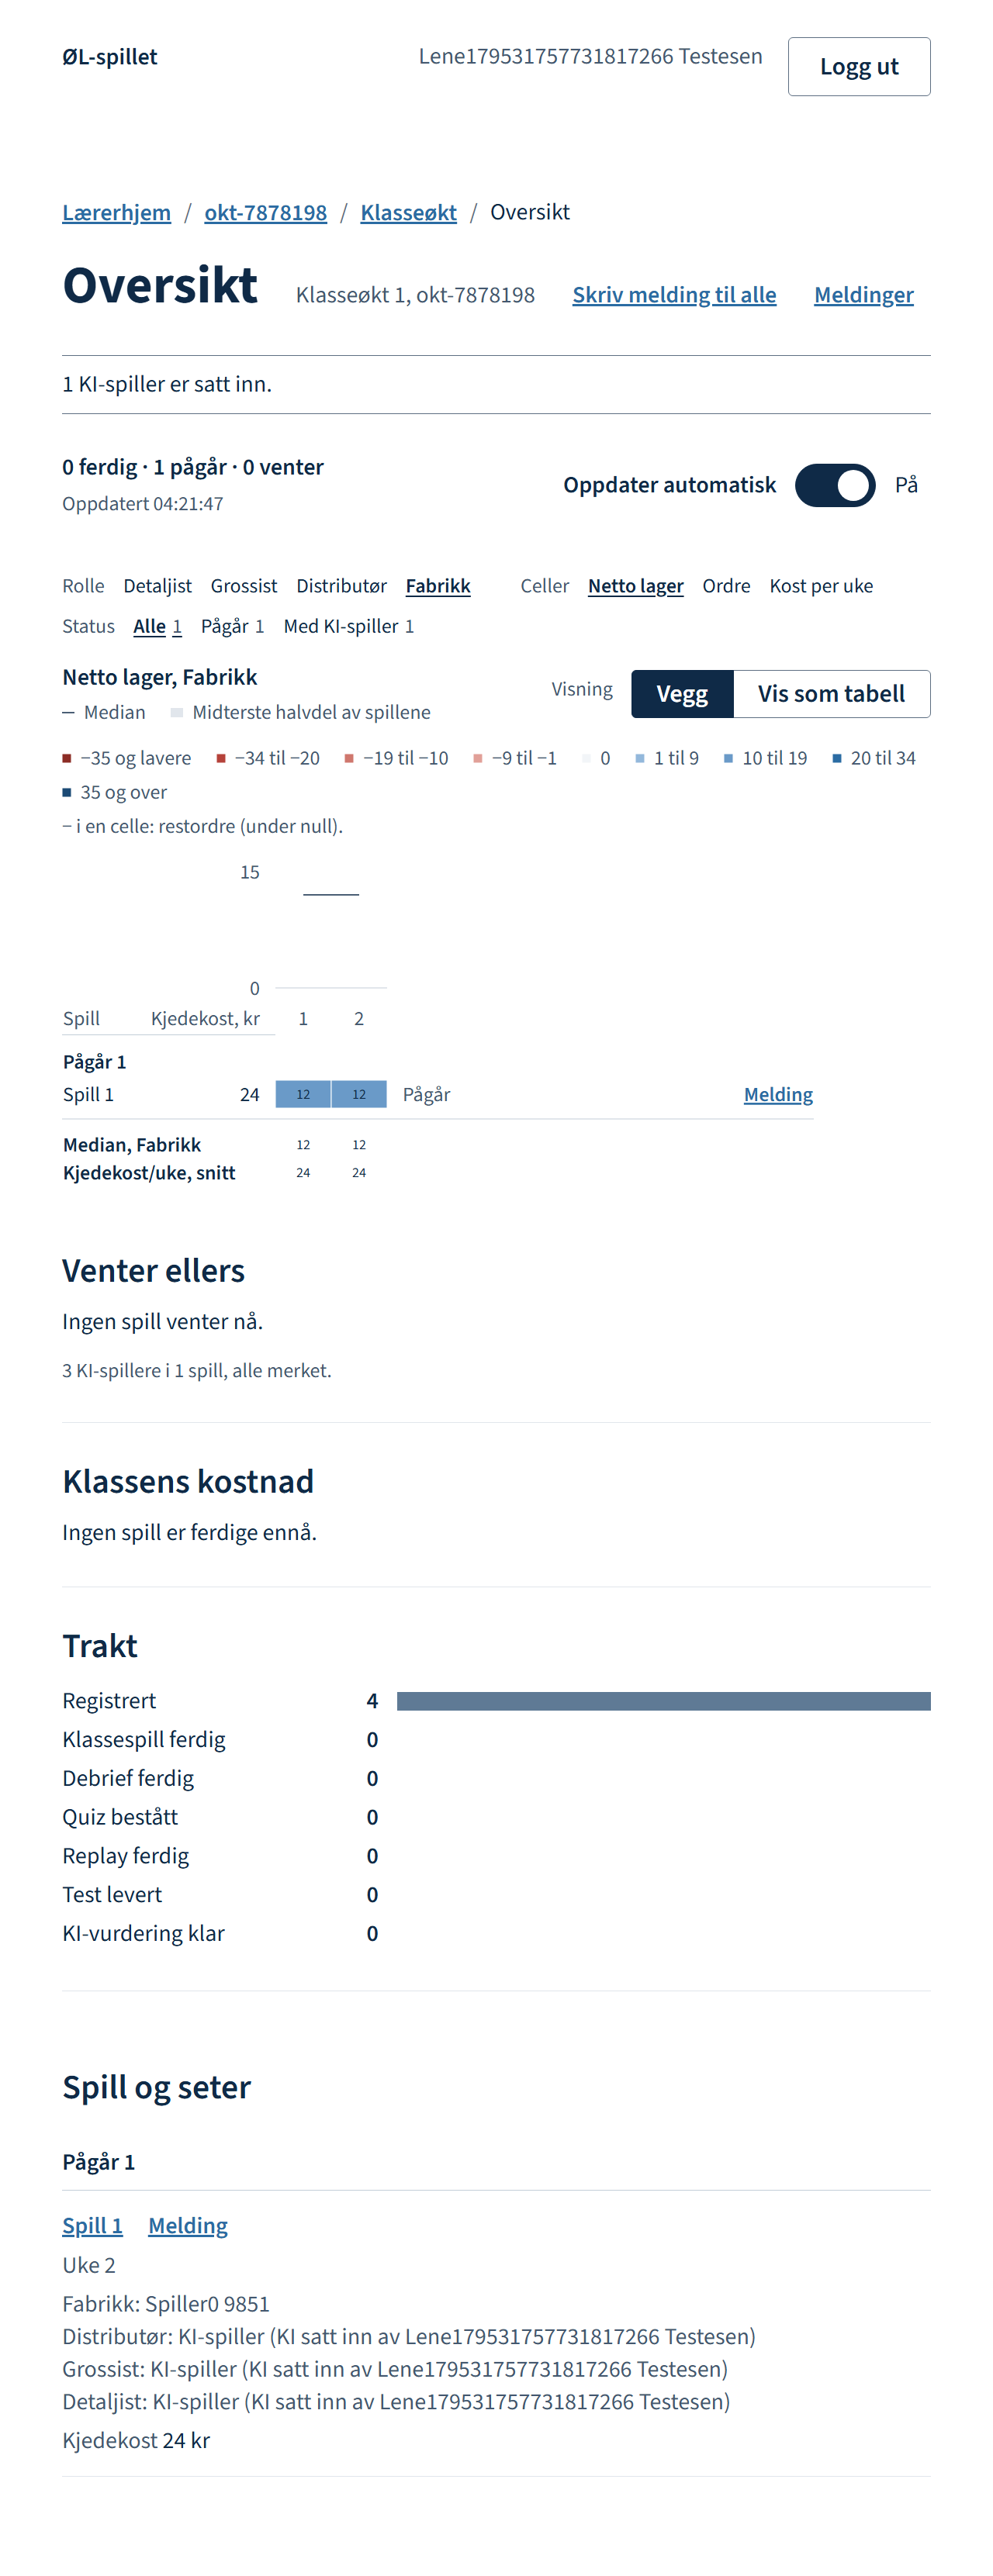 ØL-spillet
Lene179531757731817266 Testesen
Logg ut
Lærerhjem / okt-7878198 / Klasseøkt / Oversikt
Oversikt Klasseøkt 1, okt-7878198 Skriv melding til alle Meldinger
1 KI-spiller er satt inn.
0 ferdig · 1 pågår · 0 venter
Oppdatert 04:21:47
Oppdater automatisk På
Rolle Detaljist Grossist Distributør Fabrikk Celler Netto lager Ordre Kost per uke
Status Alle 1 Pågår 1 Med KI-spiller 1
Netto lager, Fabrikk
Median Midterste halvdel av spillene
Visning Vegg Vis som tabell
−35 og lavere −34 til −20 −19 til −10 −9 til −1 0 1 til 9 10 til 19 20 til 34
35 og over
− i en celle: restordre (under null).
15
0
Spill Kjedekost, kr 1 2
Pågår 1
Spill 1 24 12 12 Pågår Melding
Median, Fabrikk 12 12
Kjedekost/uke, snitt 24 24
Venter ellers
Ingen spill venter nå.
3 KI-spillere i 1 spill, alle merket.
Klassens kostnad
Ingen spill er ferdige ennå.
Trakt
Registrert 4
Klassespill ferdig 0
Debrief ferdig 0
Quiz bestått 0
Replay ferdig 0
Test levert 0
KI-vurdering klar 0
Spill og seter
Pågår 1
Spill 1 Melding
Uke 2
Fabrikk: Spiller0 9851
Distributør: KI-spiller (KI satt inn av Lene179531757731817266 Testesen)
Grossist: KI-spiller (KI satt inn av Lene179531757731817266 Testesen)
Detaljist: KI-spiller (KI satt inn av Lene179531757731817266 Testesen)
Kjedekost 24 kr